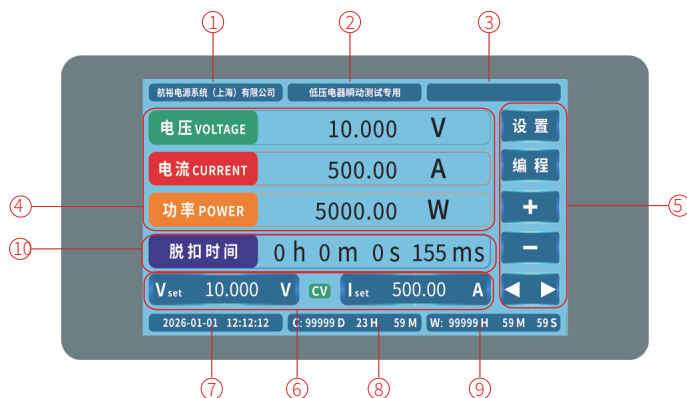 ① ② ③
航裕电源系统（上海）有限公司 低压电器瞬动测试专用
电压 VOLTAGE 10.000 V 设置
电流 CURRENT 500.00 A 编程
④ 功率 POWER 5000.00 W + ⑤
⑩ 脱扣时间 0 h 0 m 0 s 155 ms −
V set 10.000 V CV I set 500.00 A ◀ ▶
2026-01-01 12:12:12 C: 99999 D 23 H 59 M W: 99999 H 59 M 59 S
⑦ ⑥ ⑧ ⑨